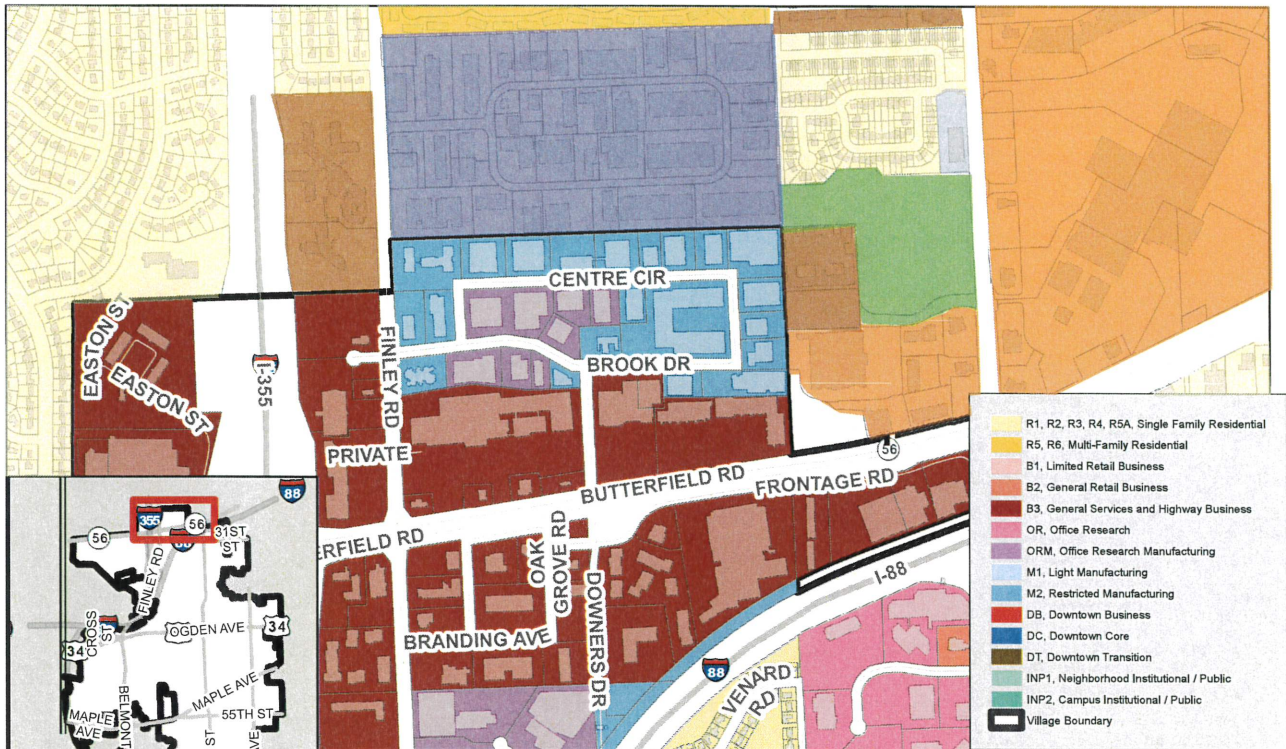 CENTRE CIR
EASTON ST
EASTON ST
I-355
FINLEY RD
BROOK DR
PRIVATE
56
BUTTERFIELD RD
FRONTAGE RD
ERFIELD RD
OAK
GROVE RD
DOWNERS DR
BRANDING AVE
I-88
88
VENARD
RD
R1, R2, R3, R4, R5A, Single Family Residential
R5, R6, Multi-Family Residential
B1, Limited Retail Business
B2, General Retail Business
B3, General Services and Highway Business
OR, Office Research
ORM, Office Research Manufacturing
M1, Light Manufacturing
M2, Restricted Manufacturing
DB, Downtown Business
DC, Downtown Core
DT, Downtown Transition
INP1, Neighborhood Institutional / Public
INP2, Campus Institutional / Public
Village Boundary
88
355
56
56
31ST
ST
FINLEY RD
CROSS
ST
OGDEN AVE
34
34
BELMONT
MAPLE AVE
MAPLE
AVE
55TH ST
ST
AVE